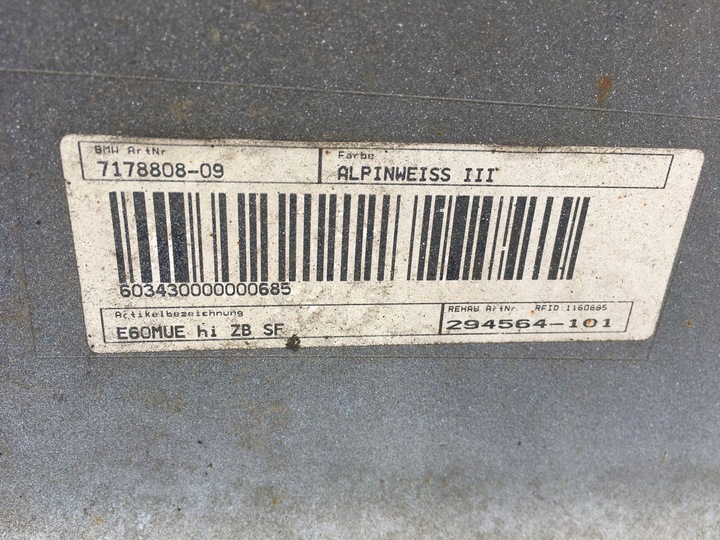 BMW ArtNr
Farbe
7178808-09
ALPINWEISS III
603430000000685
Artikelbezeichnung
REHAU ArtNr. RFID:1160685
E60MUE hi ZB SF
294564-101